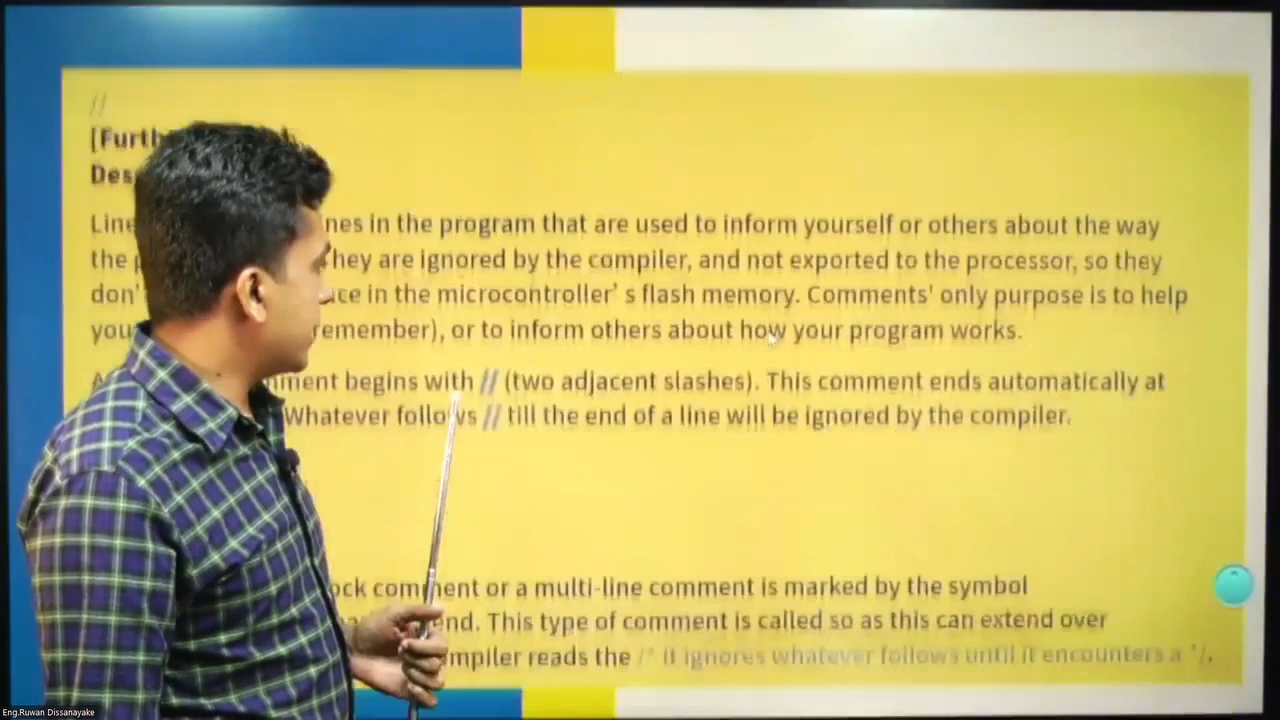 //
[Furth
Des
Line nes in the program that are used to inform yourself or others about the way
the p hey are ignored by the compiler, and not exported to the processor, so they
don' ace in the microcontroller' s flash memory. Comments' only purpose is to help
you remember), or to inform others about how your program works.
A mment begins with // (two adjacent slashes). This comment ends automatically at
Whatever follows // till the end of a line will be ignored by the compiler.
ock comment or a multi-line comment is marked by the symbol
end. This type of comment is called so as this can extend over
mpiler reads the /* it ignores whatever follows until it encounters a */.
Eng.Ruwan Dissanayake